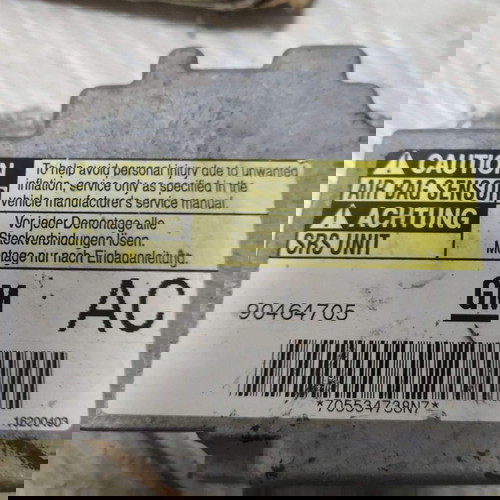 To help avoid personal injury due to unwanted
inflation, service only as specified in the
vehicle manufacturer's service manual.
CAUTION
AIR BAG SENSOR
Vor jeder Demontage alle
Steckverbindungen lösen.
Montage nur nach Einbauanleitung.
ACHTUNG
SRS UNIT
GM AC 90464705
16200403